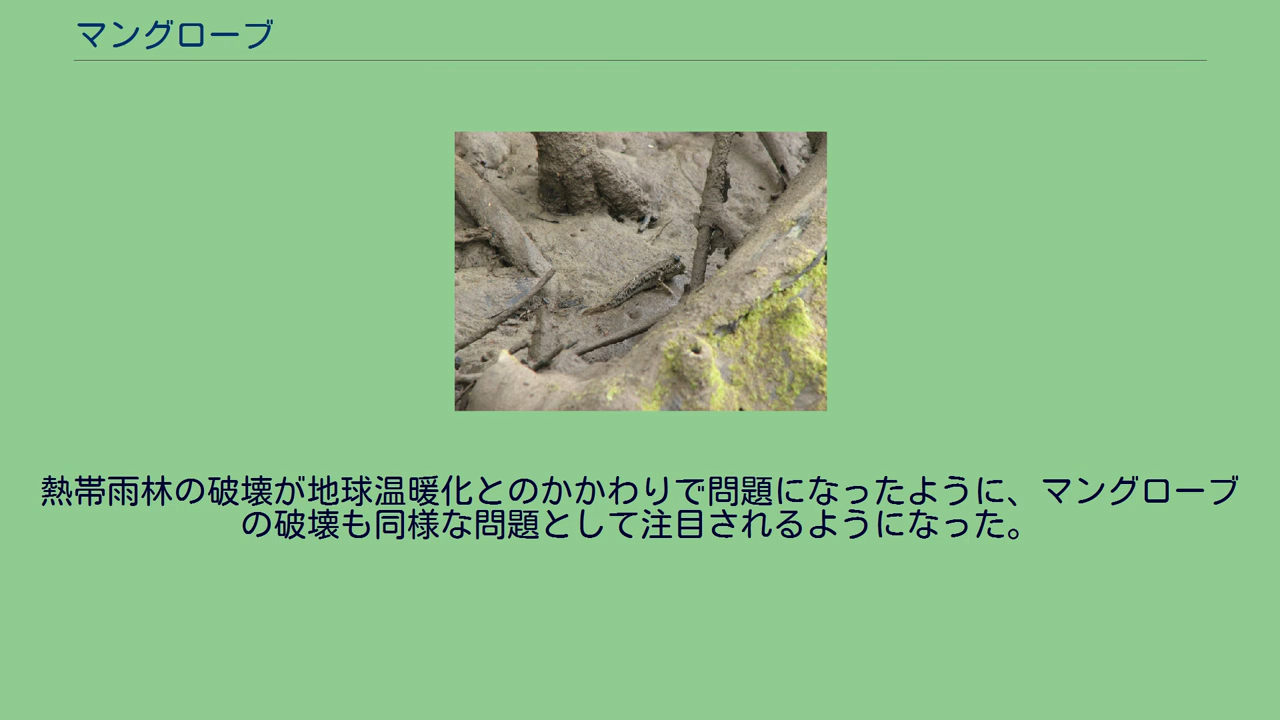 マングローブ
熱帯雨林の破壊が地球温暖化とのかかわりで問題になったように、マングローブ
の破壊も同様な問題として注目されるようになった。